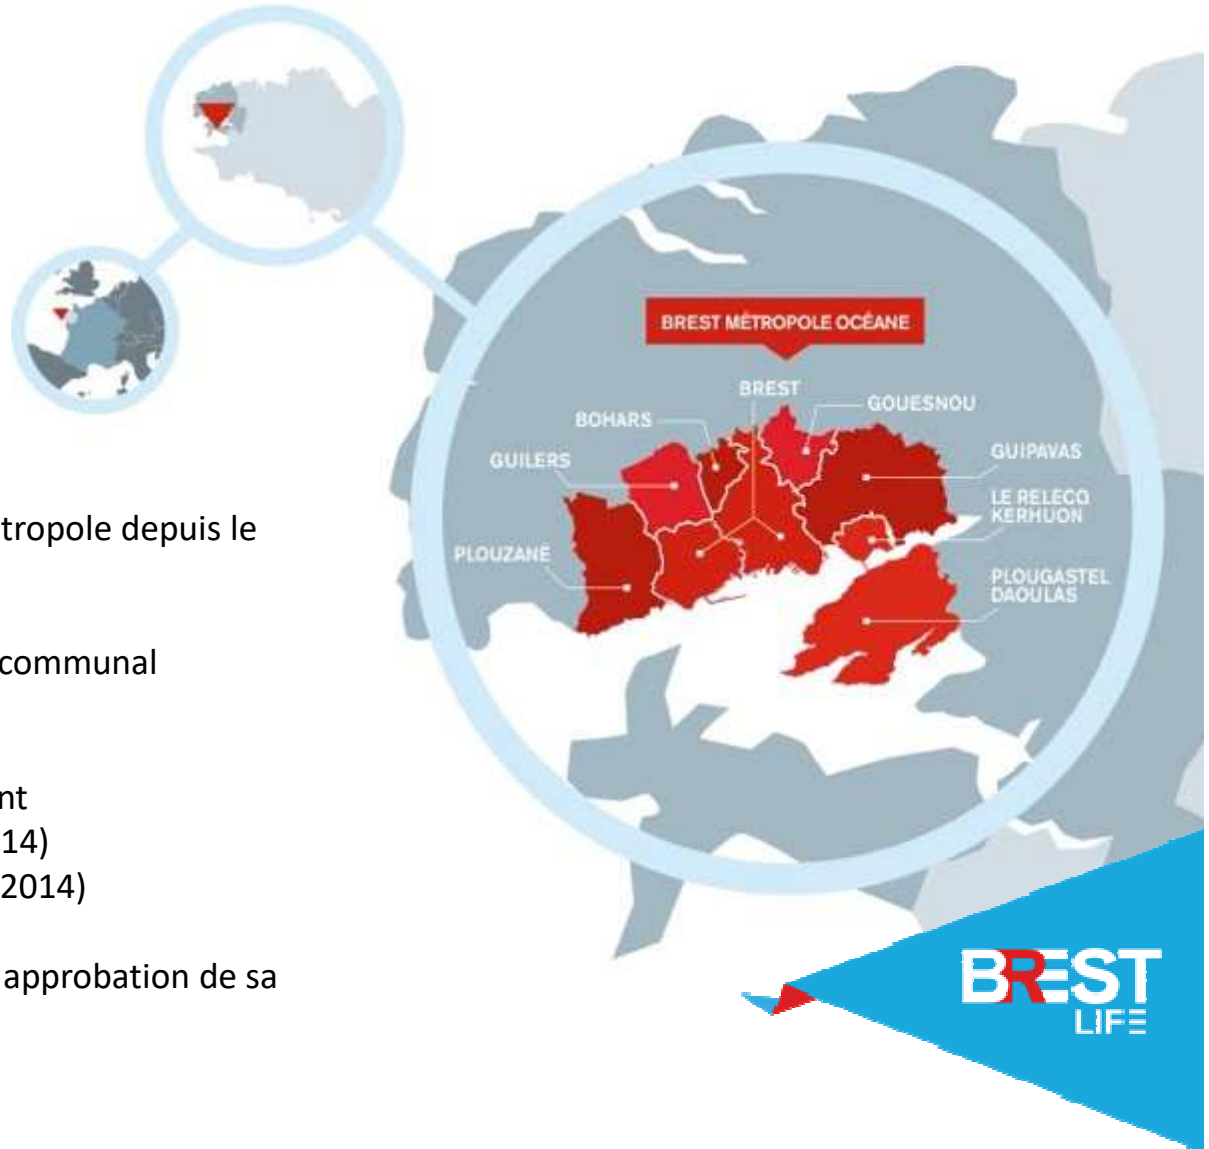 BREST MÉTROPOLE OCÉANE
BREST
GOUESNOU
BOHARS
GUILERS
GUIPAVAS
LE RELECQ
KERHUON
PLOUZANÉ
PLOUGASTEL
DAOULAS
tropole depuis le
communal
nt
14)
2014)
approbation de sa
BREST
LIFE